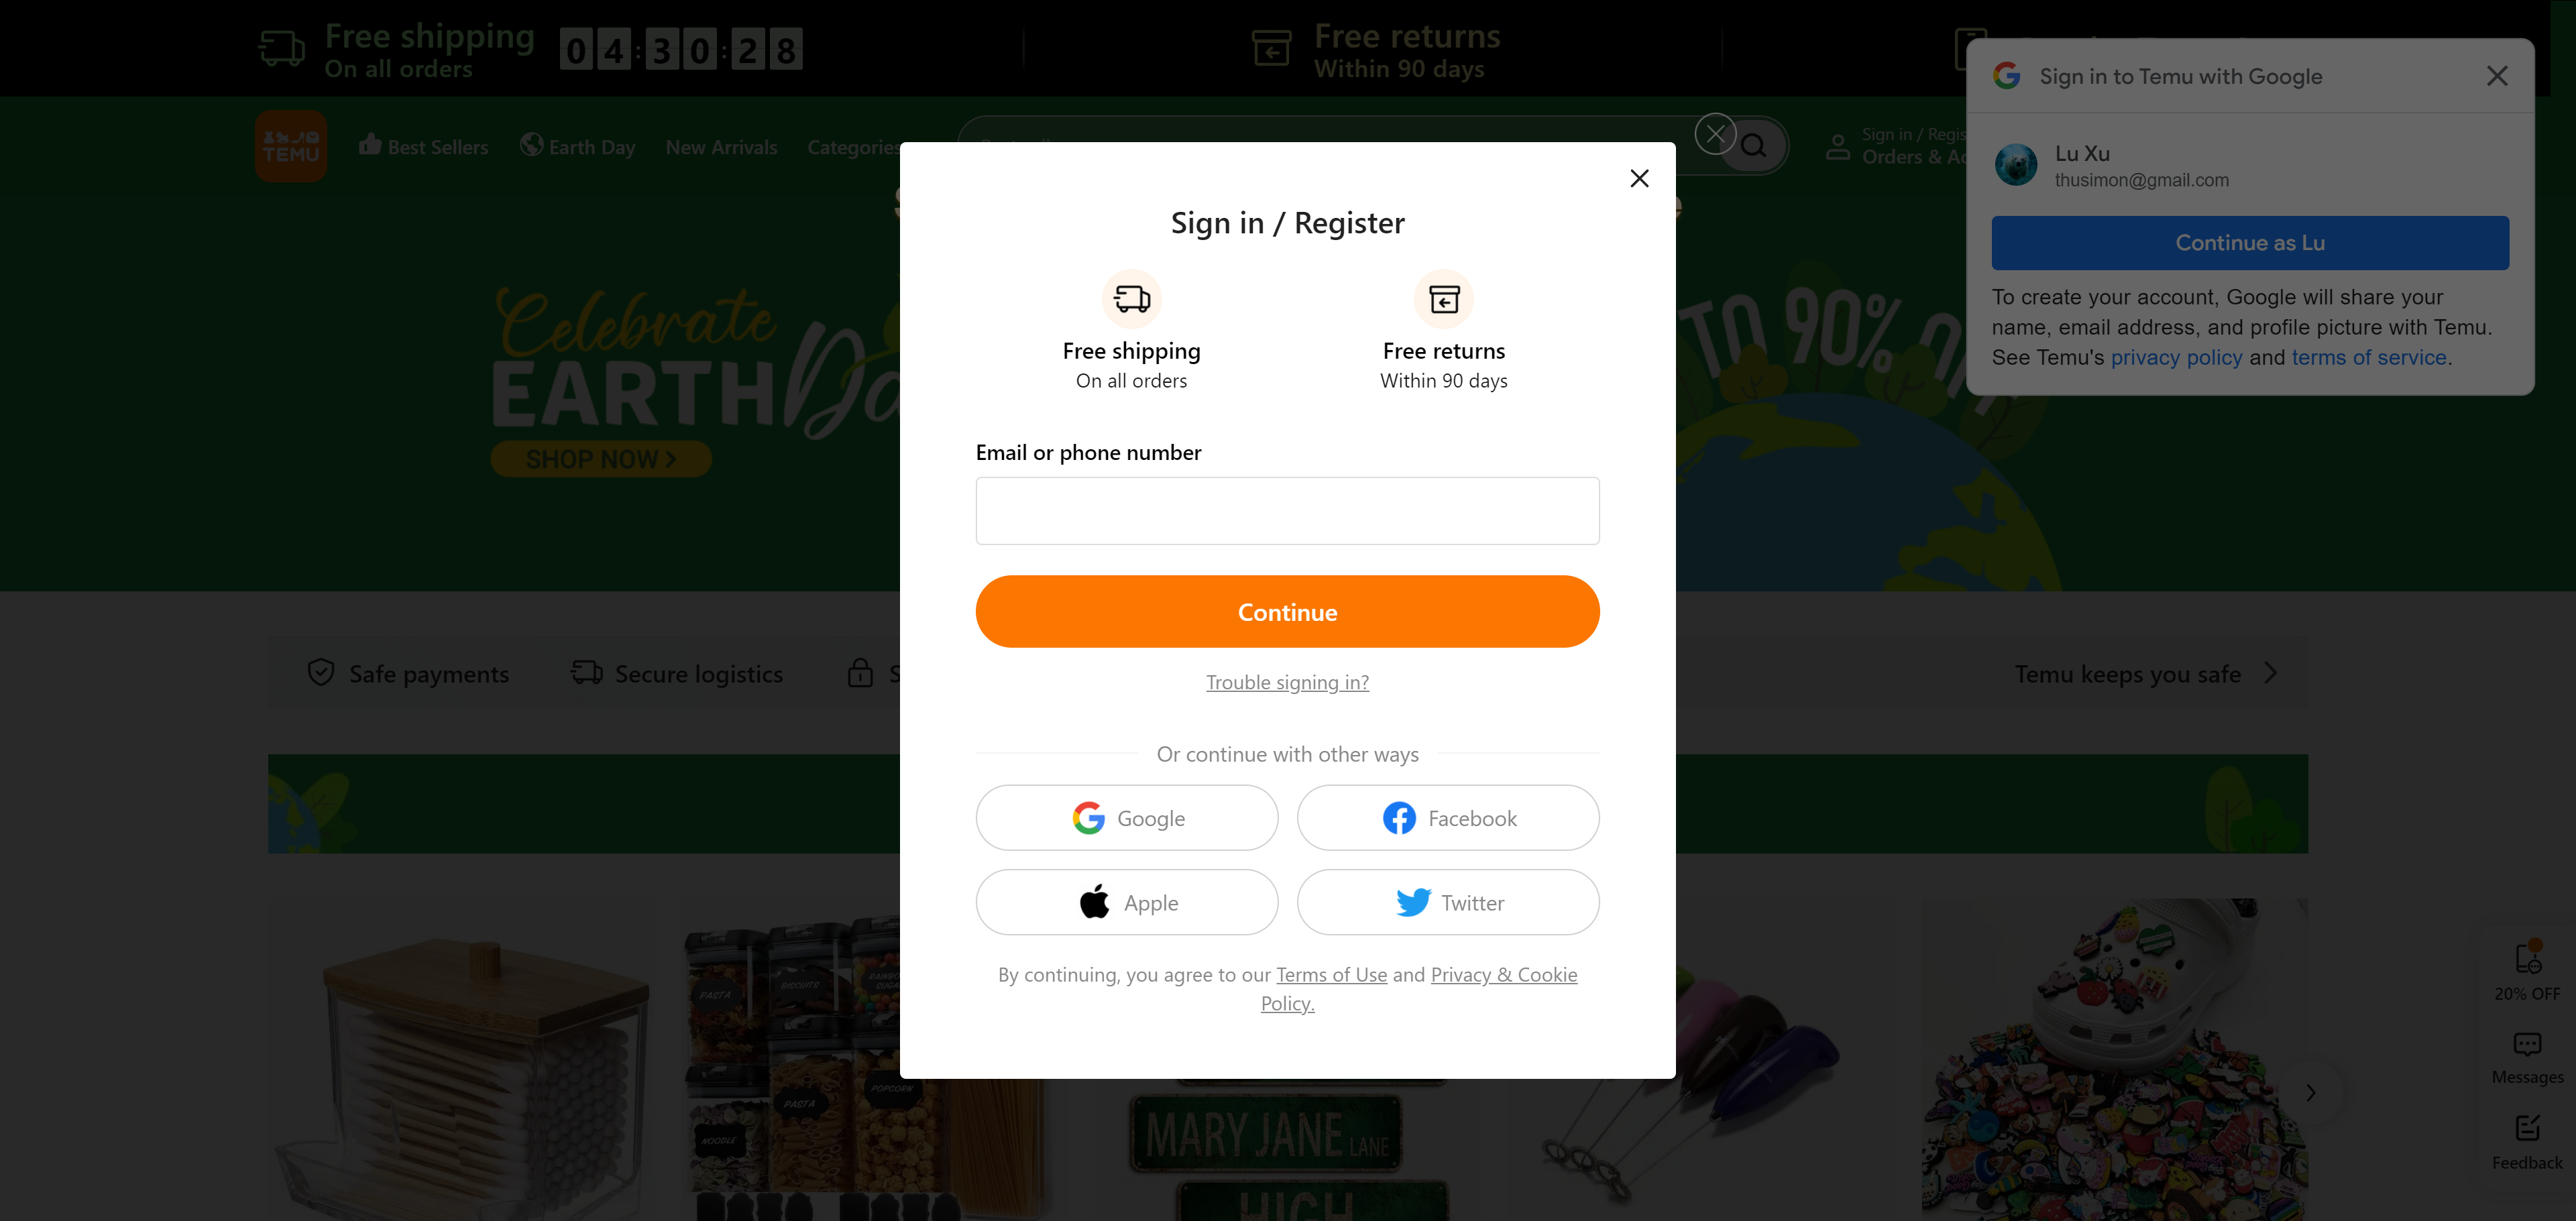 Free shipping
On all orders
04:30:28
Free returns
Within 90 days
TEMU
Best Sellers
Earth Day
New Arrivals
Categories
Sign in / Regis
Orders & Ac
Sign in to Temu with Google
Lu Xu
thusimon@gmail.com
Continue as Lu
To create your account, Google will share your
name, email address, and profile picture with Temu.
See Temu's privacy policy and terms of service.
Celebrate
EARTH Da
SHOP NOW >
TO 90% O
Sign in / Register
Free shipping
On all orders
Free returns
Within 90 days
Email or phone number
Continue
Trouble signing in?
Or continue with other ways
Google
Facebook
Apple
Twitter
By continuing, you agree to our Terms of Use and Privacy & Cookie
Policy.
Safe payments
Secure logistics
S
Temu keeps you safe
PASTA
BISCUITS
PASTA
POPCORN
NOODLE
MARY JANE LANE
HIGH
20% OFF
Messages
Feedback